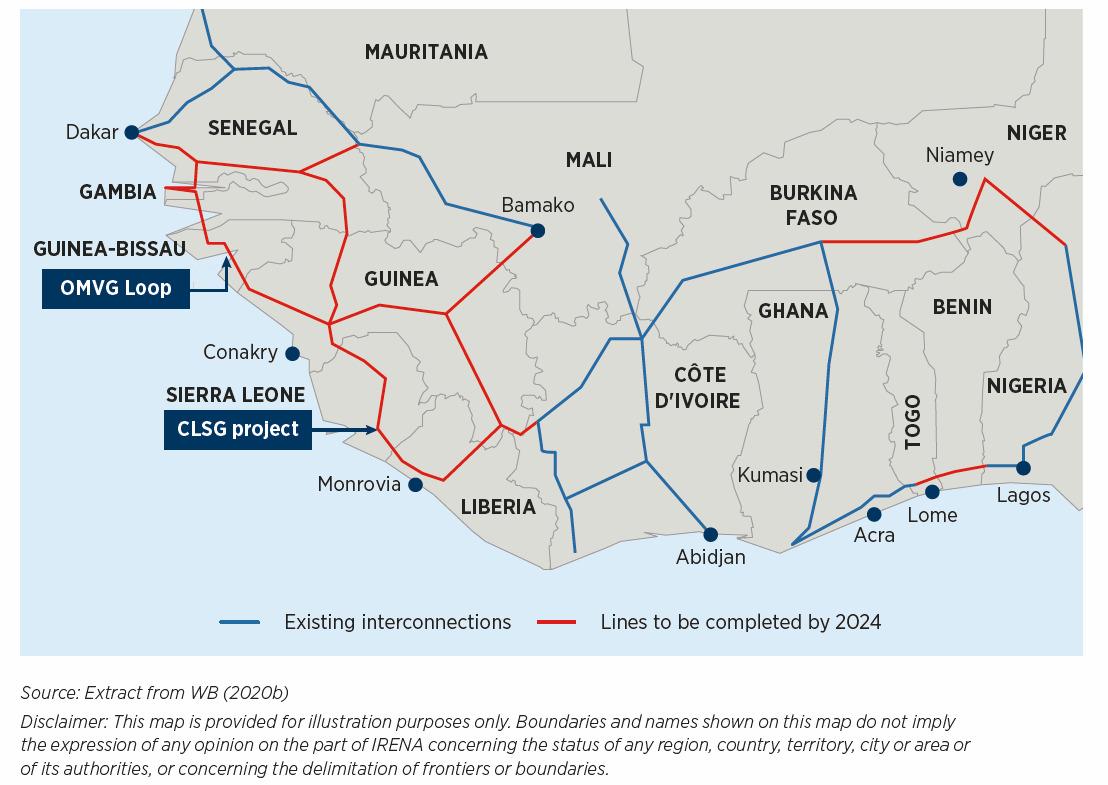 MAURITANIA
Dakar
SENEGAL
NIGER
MALI
Niamey
GAMBIA
BURKINA
FASO
Bamako
GUINEA-BISSAU
OMVG Loop
GUINEA
GHANA
BENIN
Conakry
CÔTE
D'IVOIRE
NIGERIA
SIERRA LEONE
CLSG project
TOGO
Monrovia
Kumasi
LIBERIA
Lagos
Lome
Acra
Abidjan
Existing interconnections
Lines to be completed by 2024
Source: Extract from WB (2020b)
Disclaimer: This map is provided for illustration purposes only. Boundaries and names shown on this map do not imply
the expression of any opinion on the part of IRENA concerning the status of any region, country, territory, city or area or
of its authorities, or concerning the delimitation of frontiers or boundaries.